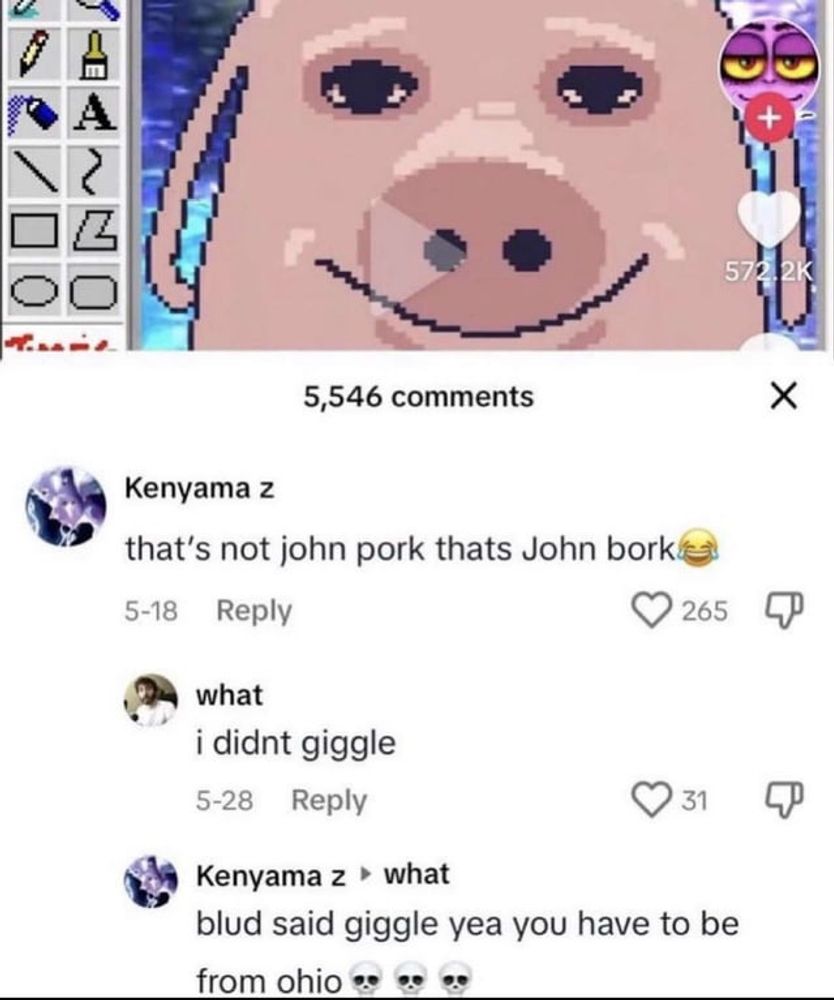 A
572.2K
5,546 comments
Kenyama z
that's not john pork thats John bork😂
5-18 Reply
265
what
i didnt giggle
5-28 Reply
31
Kenyama z ▸ what
blud said giggle yea you have to be
from ohio💀💀💀